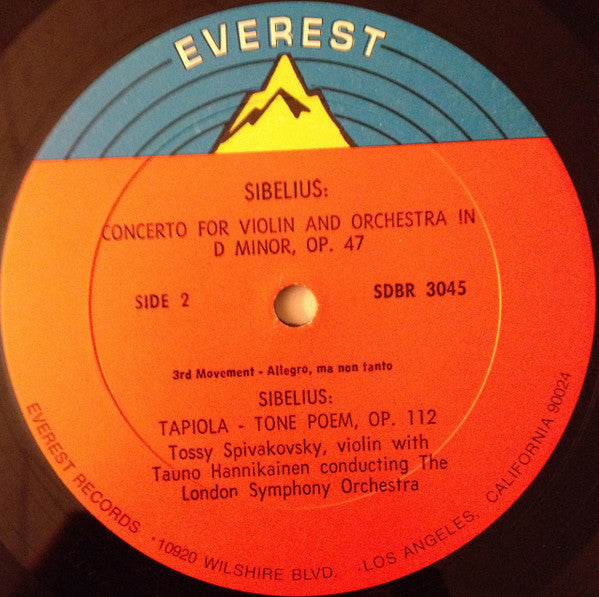 EVEREST
SIBELIUS:
CONCERTO FOR VIOLIN AND ORCHESTRA IN
D MINOR, OP. 47
SIDE 2
SDBR 3045
3rd Movement - Allegro, ma non tanto
SIBELIUS:
TAPIOLA - TONE POEM, OP. 112
Tossy Spivakovsky, violin with
Tauno Hannikainen conducting The
London Symphony Orchestra
EVEREST RECORDS · 10920 WILSHIRE BLVD. · LOS ANGELES, CALIFORNIA 90024